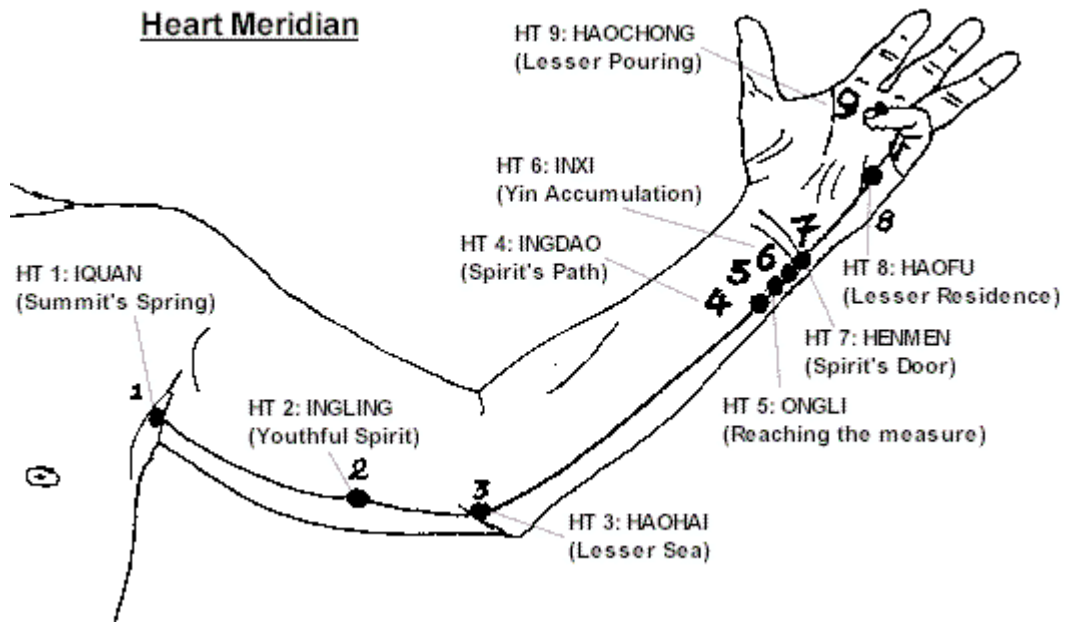 Heart Meridian
HT 9: HAOCHONG
(Lesser Pouring)
9
HT 6: INXI
(Yin Accumulation)
HT 4: INGDAO
(Spirit's Path)
7
6
5
4
8
HT 8: HAOFU
(Lesser Residence)
HT 7: HENMEN
(Spirit's Door)
HT 5: ONGLI
(Reaching the measure)
HT 1: IQUAN
(Summit's Spring)
1
HT 2: INGLING
(Youthful Spirit)
2
3
HT 3: HAOHAI
(Lesser Sea)